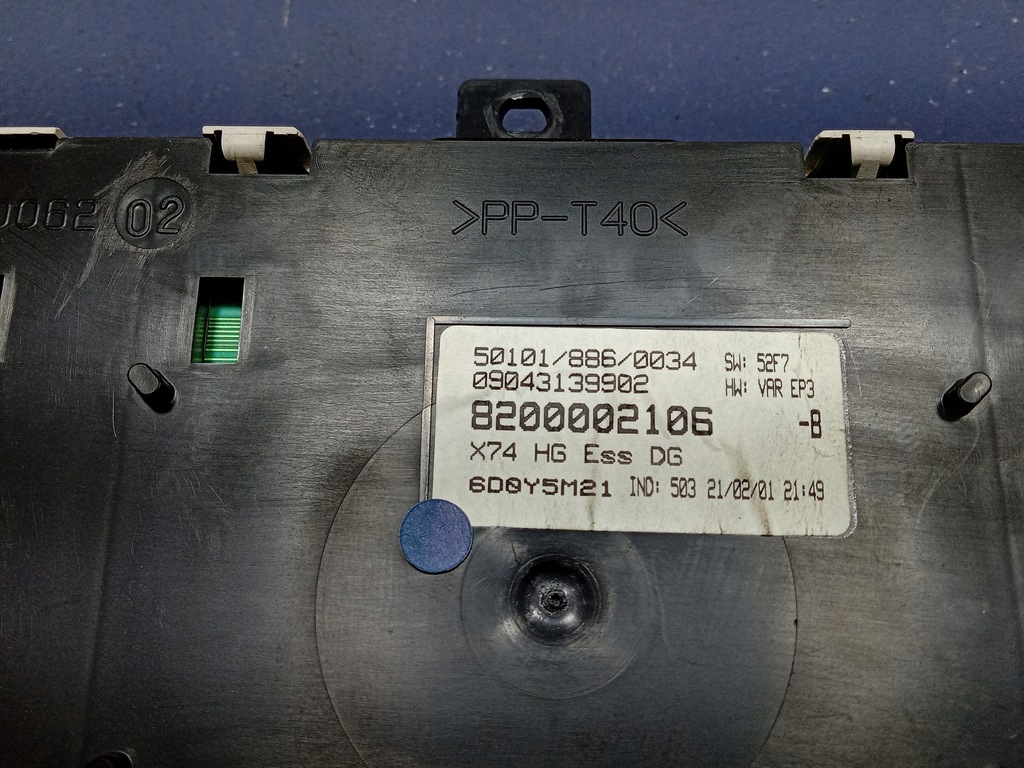 >PP-T40<
02
50101/886/0034 SW: 52F7
09043139902 HW: VAR EP3
8200002106 -B
X74 HG Ess DG
6D0Y5M21 IND: 503 21/02/01 21:49